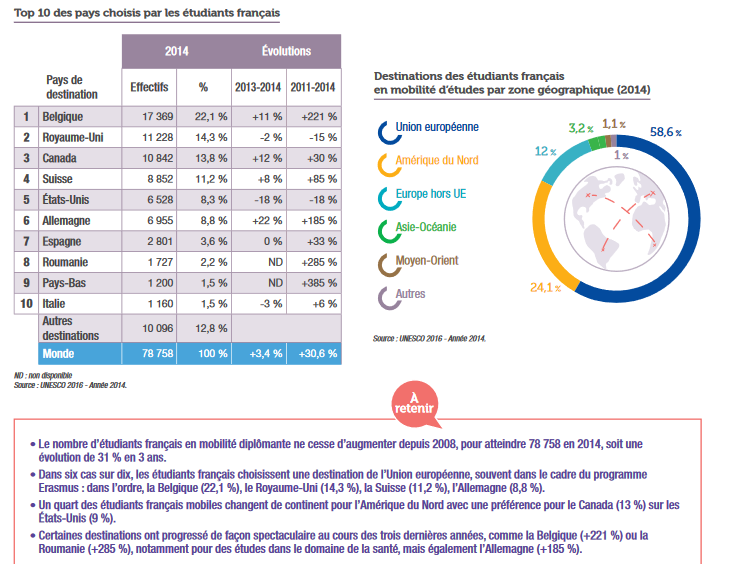 Top 10 des pays choisis par les étudiants français
2014 Évolutions
Pays de
destination
Effectifs % 2013-2014 2011-2014
1 Belgique 17 369 22,1 % +11 % +221 %
2 Royaume-Uni 11 228 14,3 % -2 % -15 %
3 Canada 10 842 13,8 % +12 % +30 %
4 Suisse 8 852 11,2 % +8 % +85 %
5 États-Unis 6 528 8,3 % -18 % -18 %
6 Allemagne 6 955 8,8 % +22 % +185 %
7 Espagne 2 801 3,6 % 0 % +33 %
8 Roumanie 1 727 2,2 % ND +285 %
9 Pays-Bas 1 200 1,5 % ND +385 %
10 Italie 1 160 1,5 % -3 % +6 %
Autres
destinations
10 096 12,8 %
Monde 78 758 100 % +3,4 % +30,6 %
ND : non disponible
Source : UNESCO 2016 - Année 2014.
Destinations des étudiants français
en mobilité d'études par zone géographique (2014)
Union européenne
Amérique du Nord
Europe hors UE
Asie-Océanie
Moyen-Orient
Autres
58,6 %
24,1 %
12 %
3,2 %
1,1 %
1 %
Source : UNESCO 2016 - Année 2014.
À
retenir
• Le nombre d'étudiants français en mobilité diplômante ne cesse d'augmenter depuis 2008, pour atteindre 78 758 en 2014, soit une
évolution de 31 % en 3 ans.
• Dans six cas sur dix, les étudiants français choisissent une destination de l'Union européenne, souvent dans le cadre du programme
Erasmus : dans l'ordre, la Belgique (22,1 %), le Royaume-Uni (14,3 %), la Suisse (11,2 %), l'Allemagne (8,8 %).
• Un quart des étudiants français mobiles changent de continent pour l'Amérique du Nord avec une préférence pour le Canada (13 %) sur les
États-Unis (9 %).
• Certaines destinations ont progressé de façon spectaculaire au cours des trois dernières années, comme la Belgique (+221 %) ou la
Roumanie (+285 %), notamment pour des études dans le domaine de la santé, mais également l'Allemagne (+185 %).